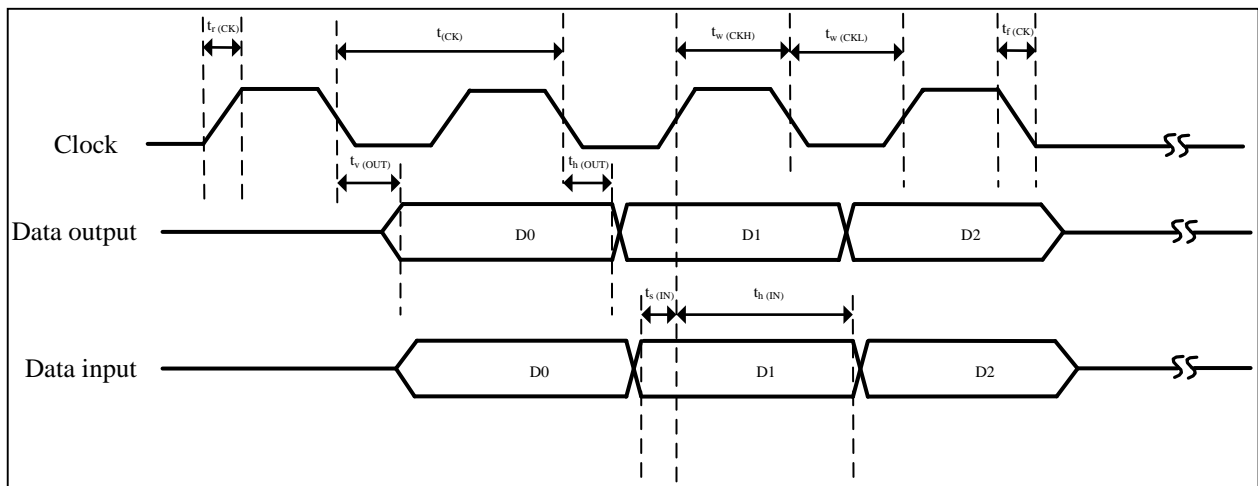 tr (CK)
t(CK)
tw (CKH)
tw (CKL)
tf (CK)
Clock
tv (OUT)
th (OUT)
Data output
D0
D1
D2
ts (IN)
th (IN)
Data input
D0
D1
D2